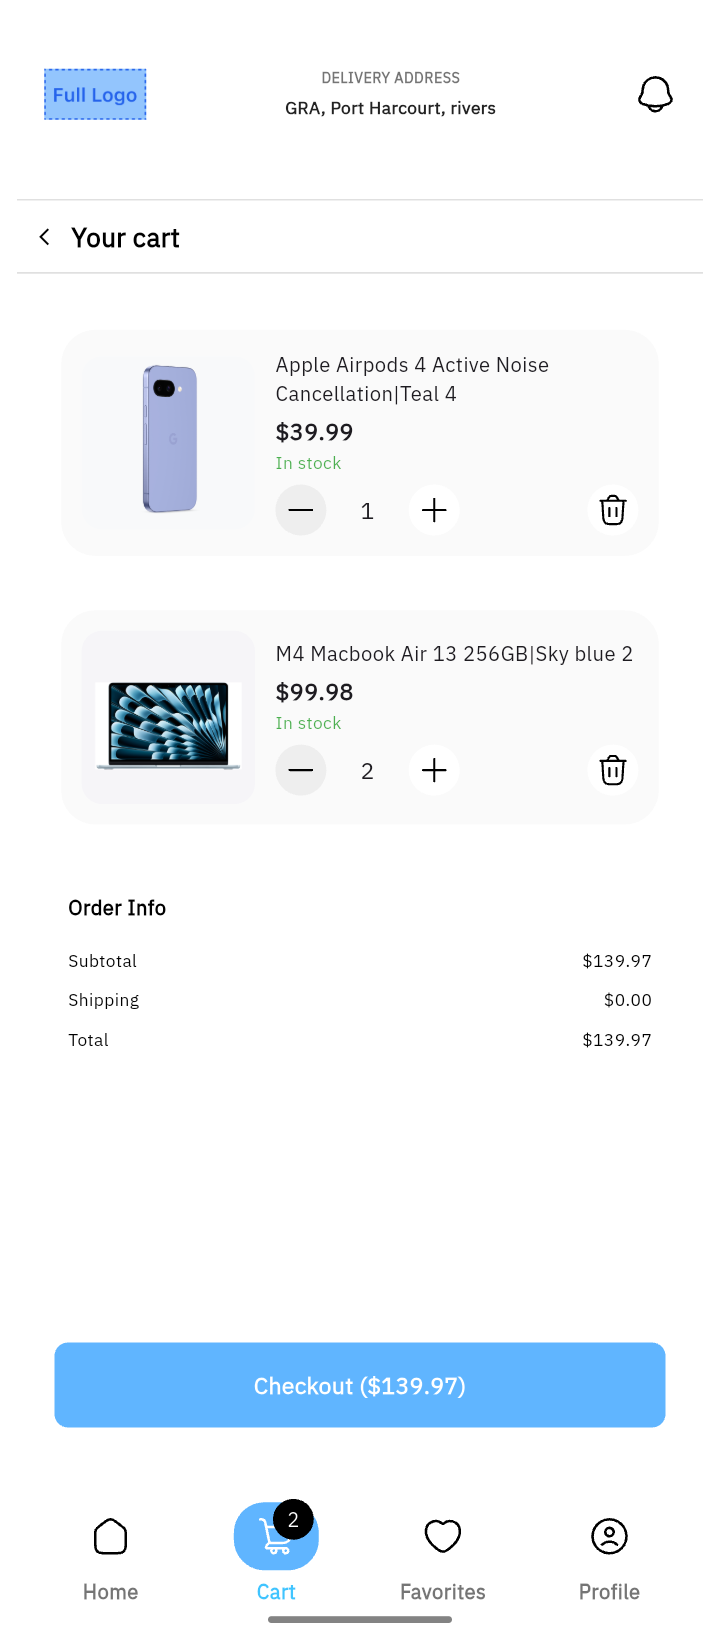 Full Logo
DELIVERY ADDRESS
GRA, Port Harcourt, rivers
Your cart
Apple Airpods 4 Active Noise
Cancellation|Teal 4
$39.99
In stock
1
M4 Macbook Air 13 256GB|Sky blue 2
$99.98
In stock
2
Order Info
Subtotal $139.97
Shipping $0.00
Total $139.97
Checkout ($139.97)
2
Home Cart Favorites Profile